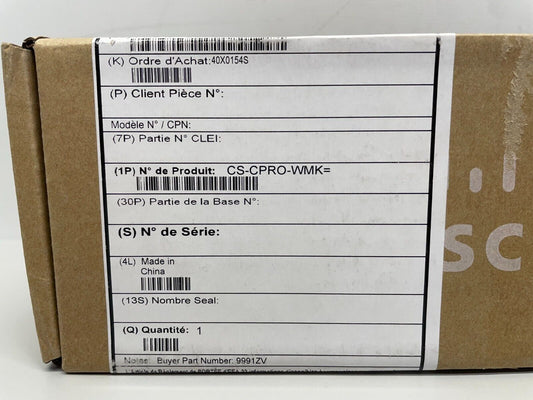 (K) Ordre d'Achat:40X0154S
(P) Client Pièce N°:
Modèle N° / CPN:
(7P) Partie N° CLEI:
(1P) N° de Produit: CS-CPRO-WMK=
(30P) Partie de la Base N°:
(S) N° de Série:
(4L) Made in
China
(13S) Nombre Seal:
(Q) Quantité: 1
Notes: Buyer Part Number: 9991ZV
SC